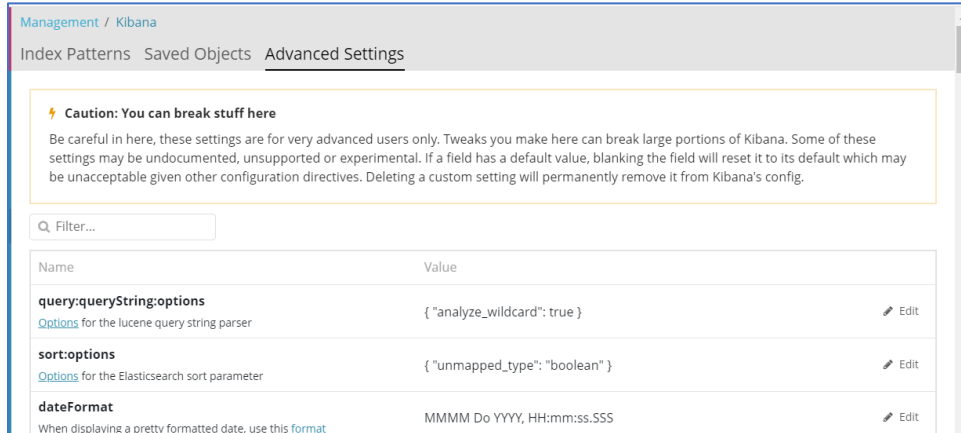 Management / Kibana
Index Patterns Saved Objects Advanced Settings
Caution: You can break stuff here
Be careful in here, these settings are for very advanced users only. Tweaks you make here can break large portions of Kibana. Some of these
settings may be undocumented, unsupported or experimental. If a field has a default value, blanking the field will reset it to its default which may
be unacceptable given other configuration directives. Deleting a custom setting will permanently remove it from Kibana's config.
Filter...
Name Value
query:queryString:options
{ "analyze_wildcard": true } Edit
Options for the lucene query string parser
sort:options
{ "unmapped_type": "boolean" } Edit
Options for the Elasticsearch sort parameter
dateFormat
MMMM Do YYYY, HH:mm:ss.SSS Edit
When displaying a pretty formatted date, use this format